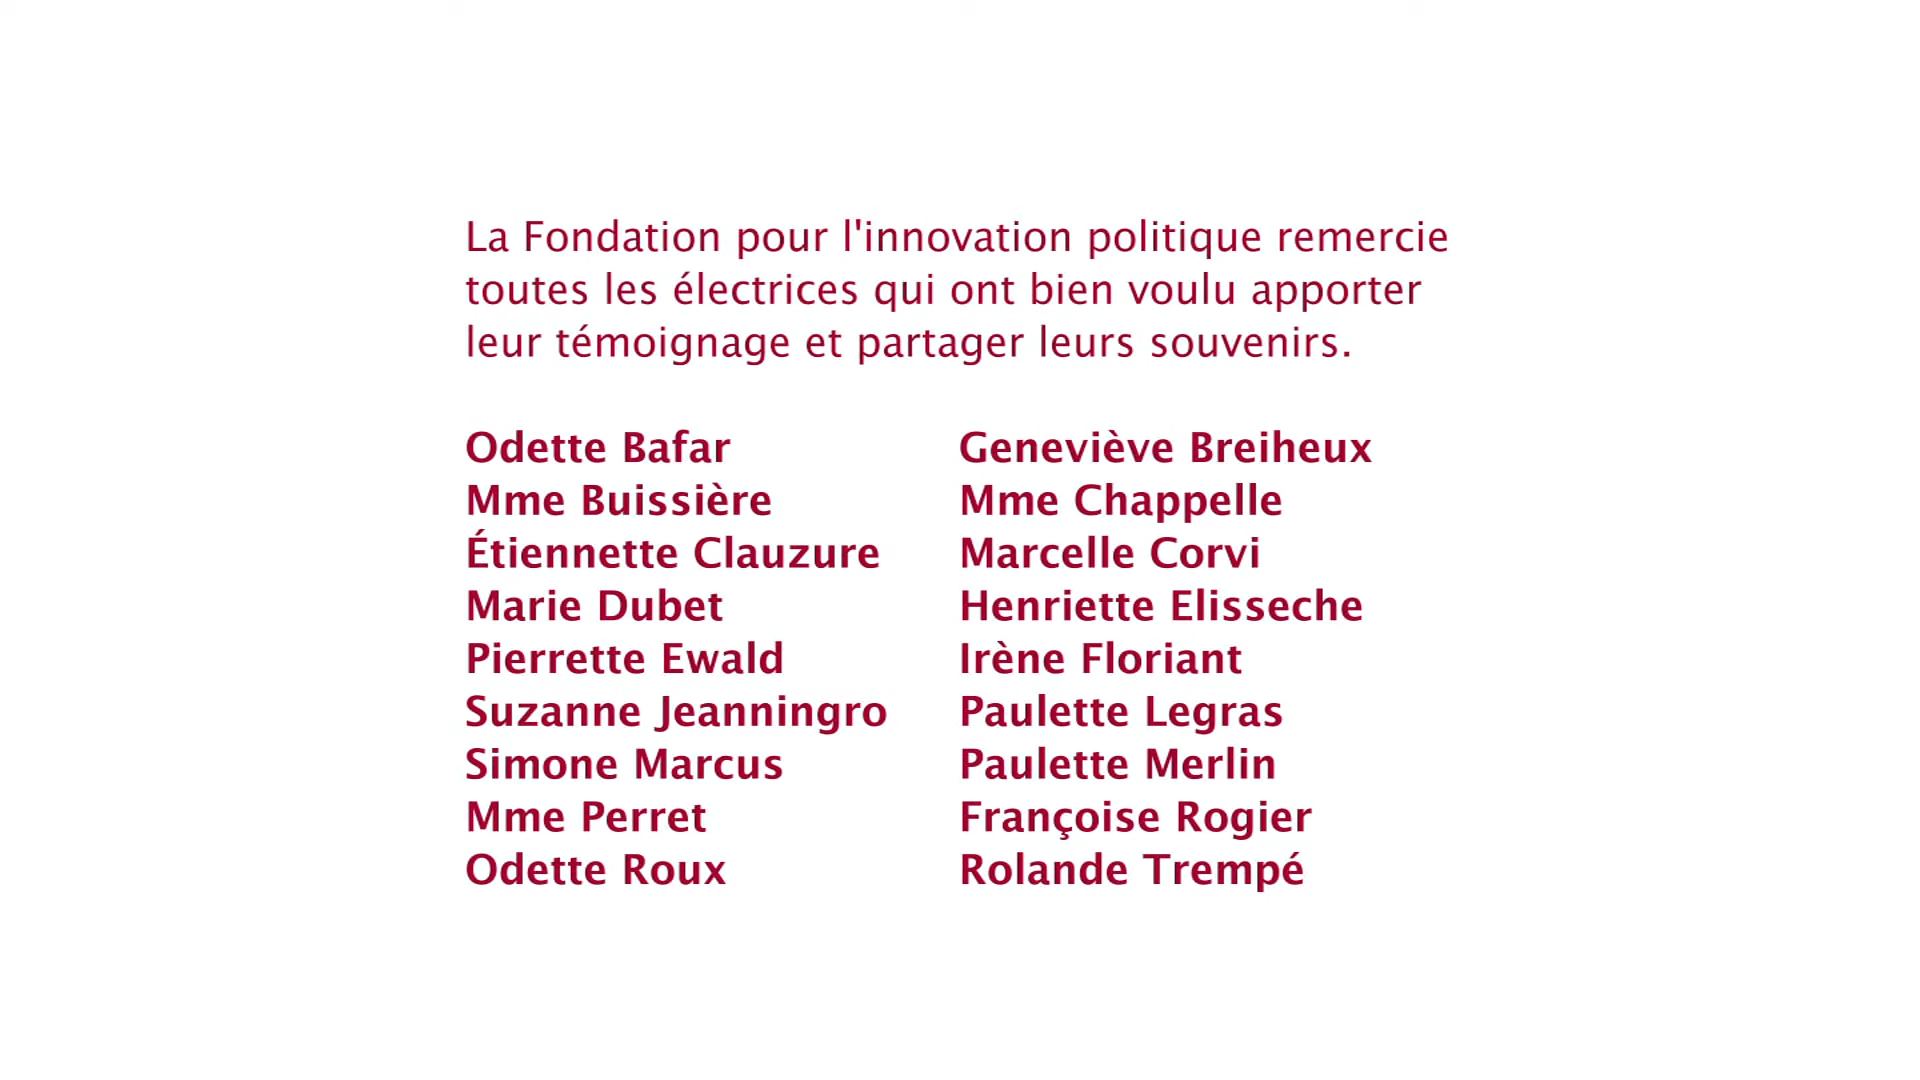 La Fondation pour l'innovation politique remercie
toutes les électrices qui ont bien voulu apporter
leur témoignage et partager leurs souvenirs.
Odette Bafar
Mme Buissière
Étiennette Clauzure
Marie Dubet
Pierrette Ewald
Suzanne Jeanningro
Simone Marcus
Mme Perret
Odette Roux
Geneviève Breiheux
Mme Chappelle
Marcelle Corvi
Henriette Elisseche
Irène Floriant
Paulette Legras
Paulette Merlin
Françoise Rogier
Rolande Trempé